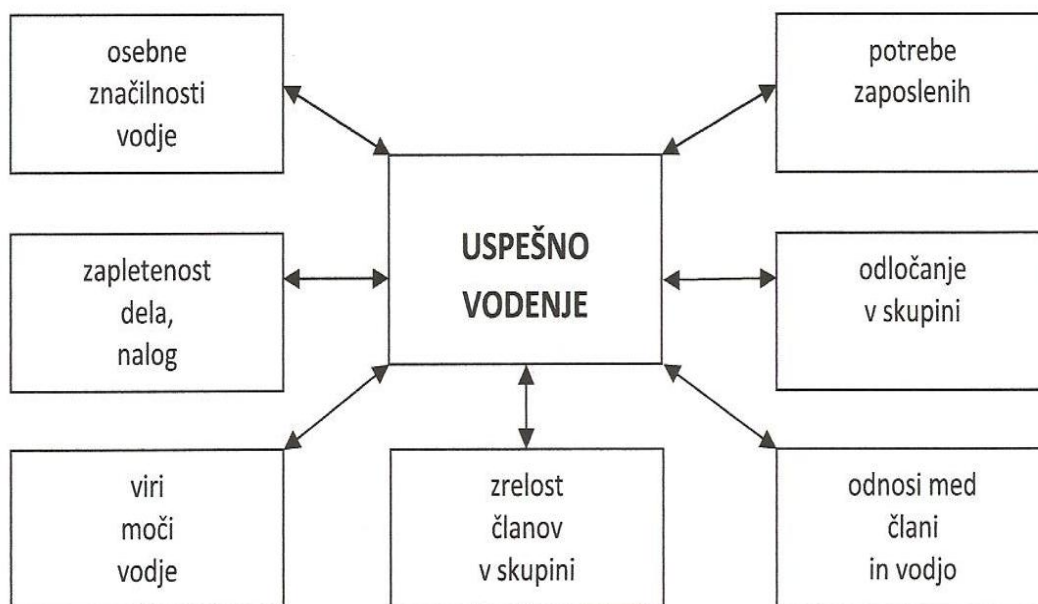 osebne
značilnosti
vodje
potrebe
zaposlenih
USPEŠNO
VODENJE
zapletenost
dela,
nalog
odločanje
v skupini
viri
moči
vodje
zrelost
članov
v skupini
odnosi med
člani
in vodjo